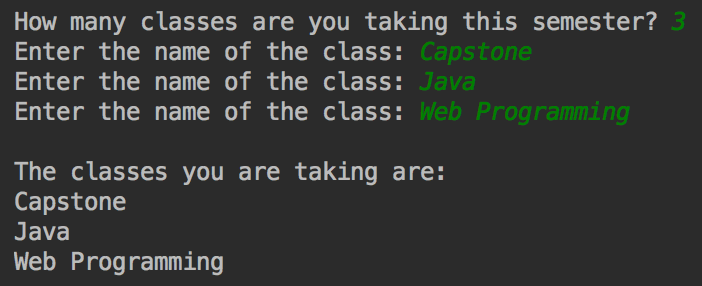 How many classes are you taking this semester? 3
Enter the name of the class: Capstone
Enter the name of the class: Java
Enter the name of the class: Web Programming
The classes you are taking are:
Capstone
Java
Web Programming